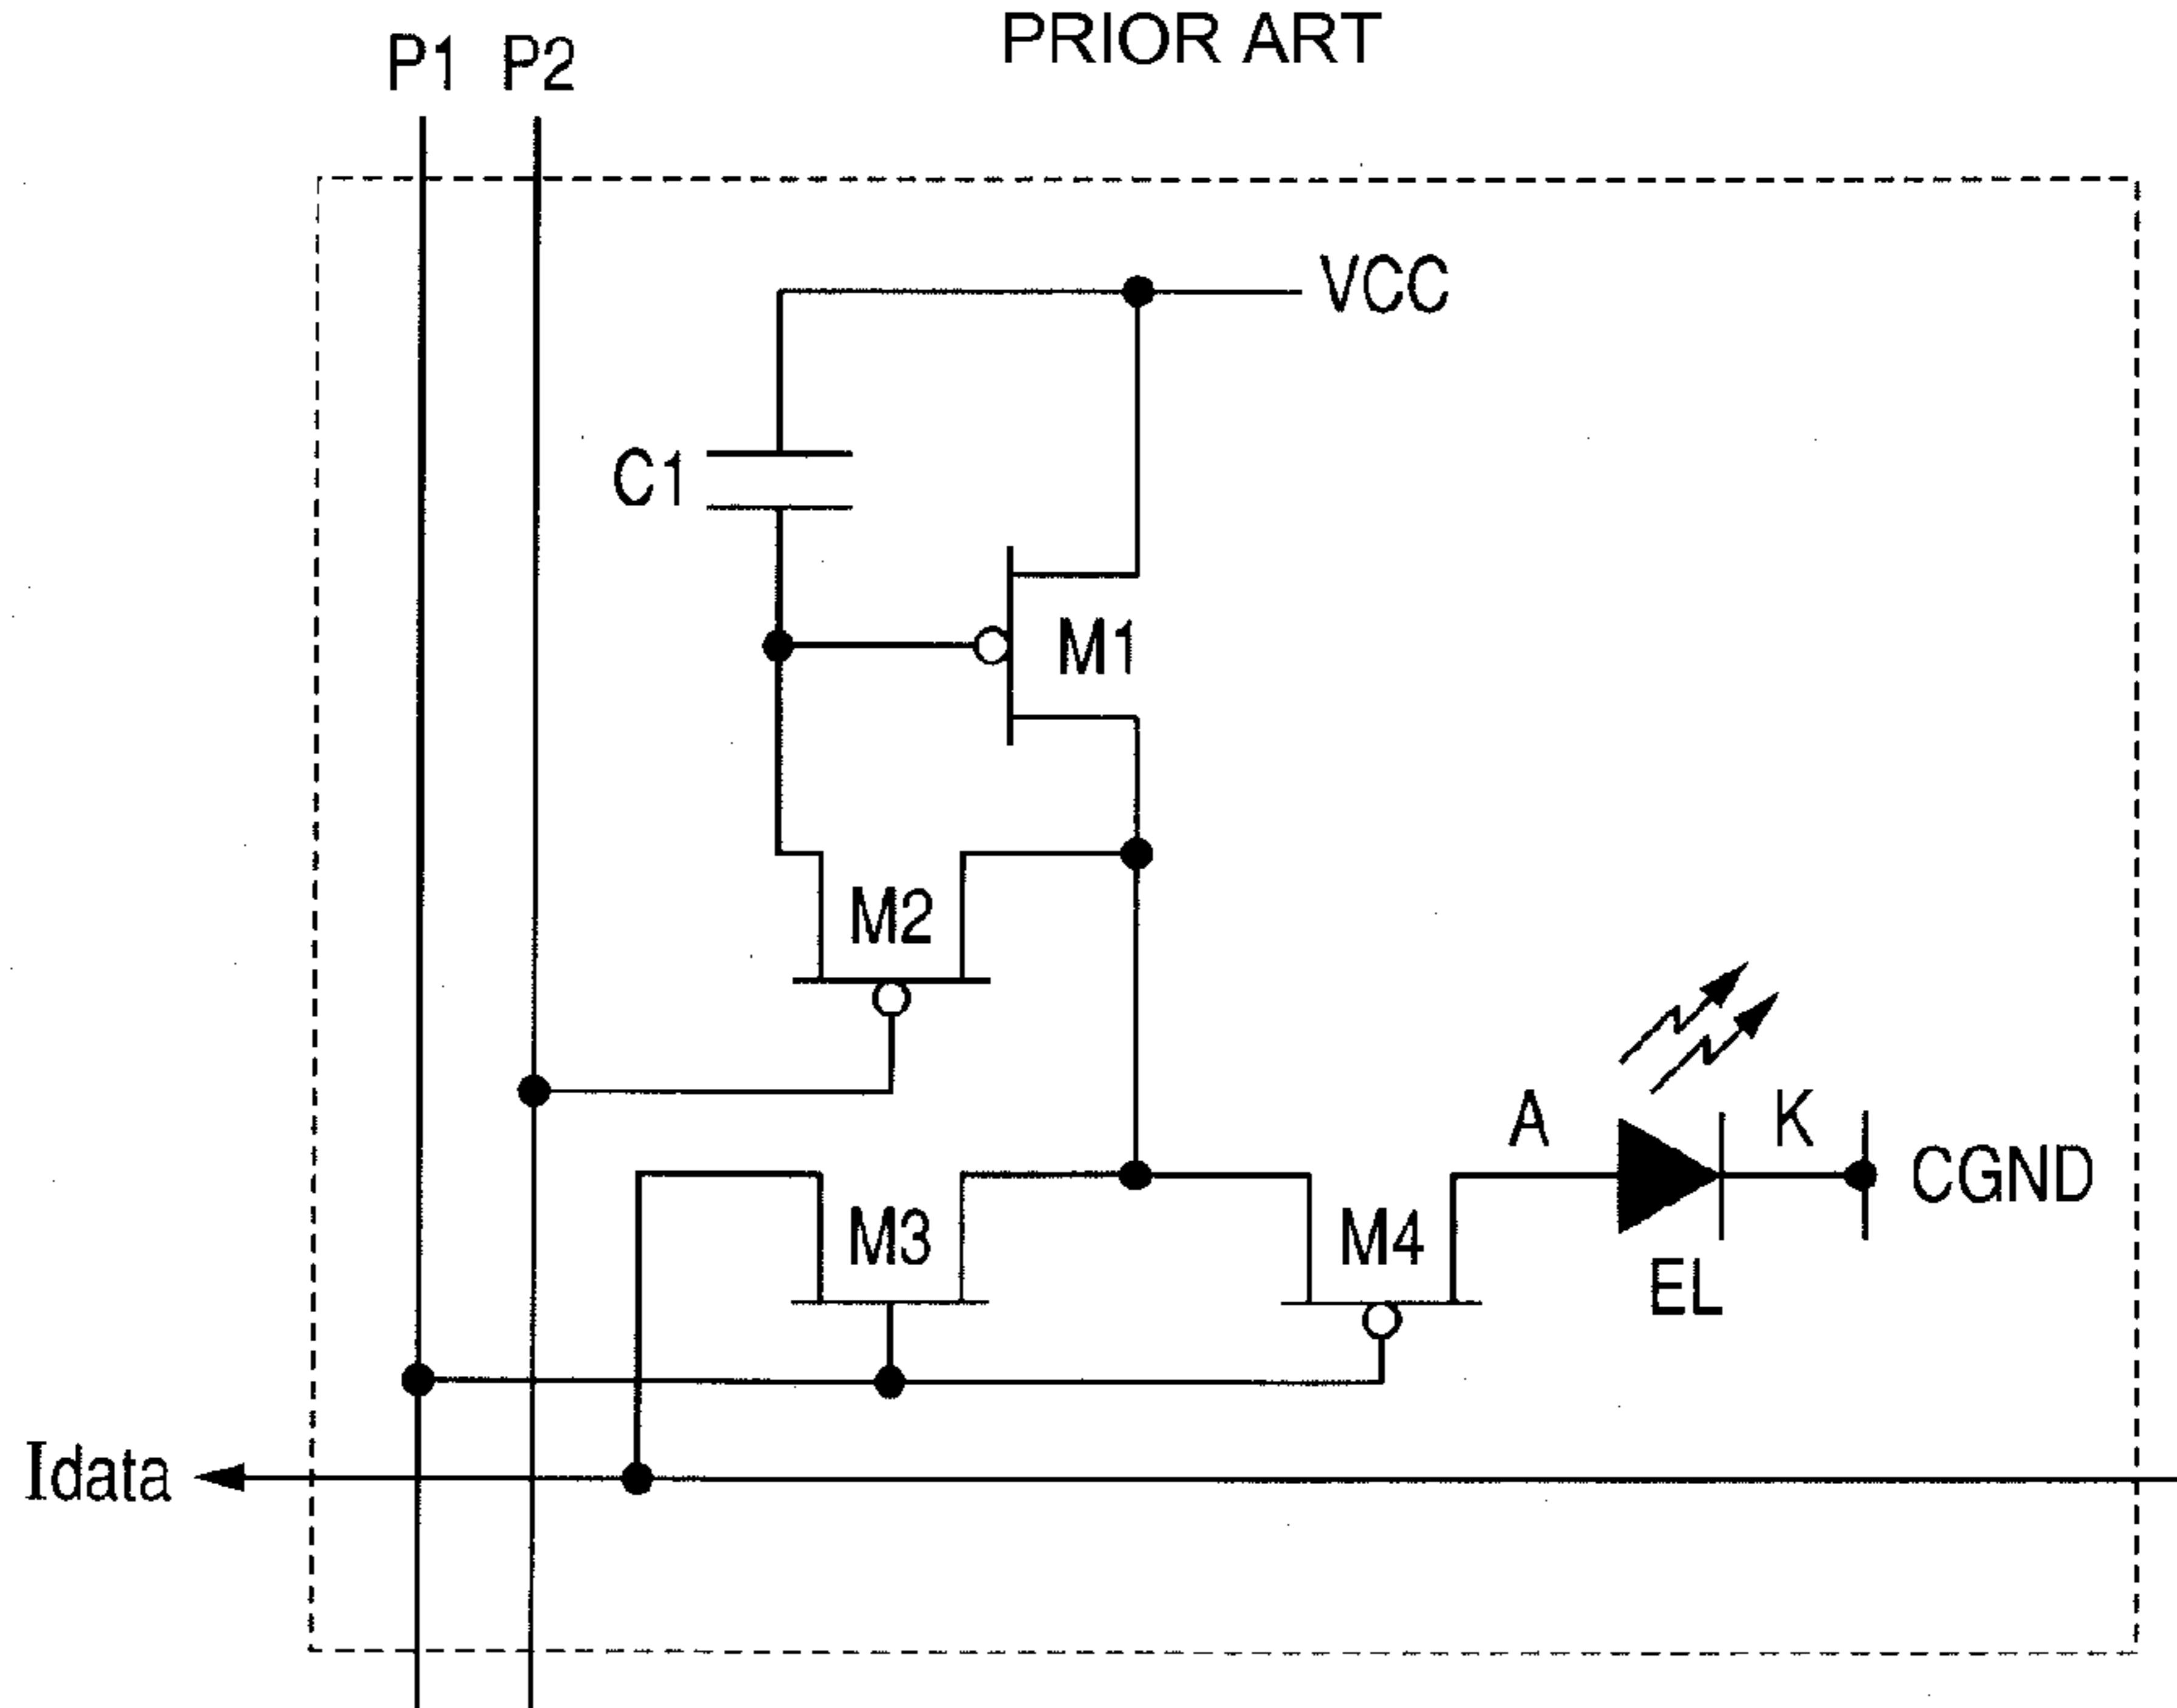 PRIOR ART
P1 P2
VCC
C1
M1
M2
A K
CGND
M3 M4
EL
Idata